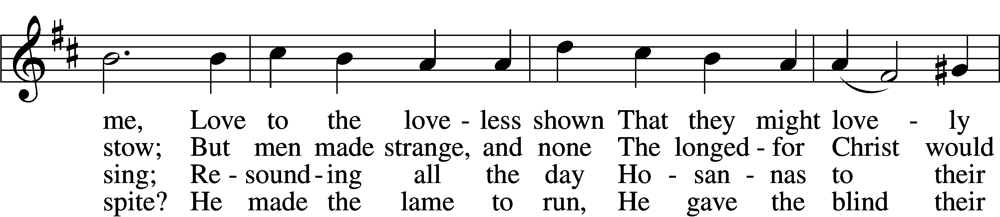 me, Love to the love - less shown That they might love - ly
stow; But men made strange, and none The longed - for Christ would
sing; Re - sound - ing all the day Ho - san - nas to their
spite? He made the lame to run, He gave the blind their